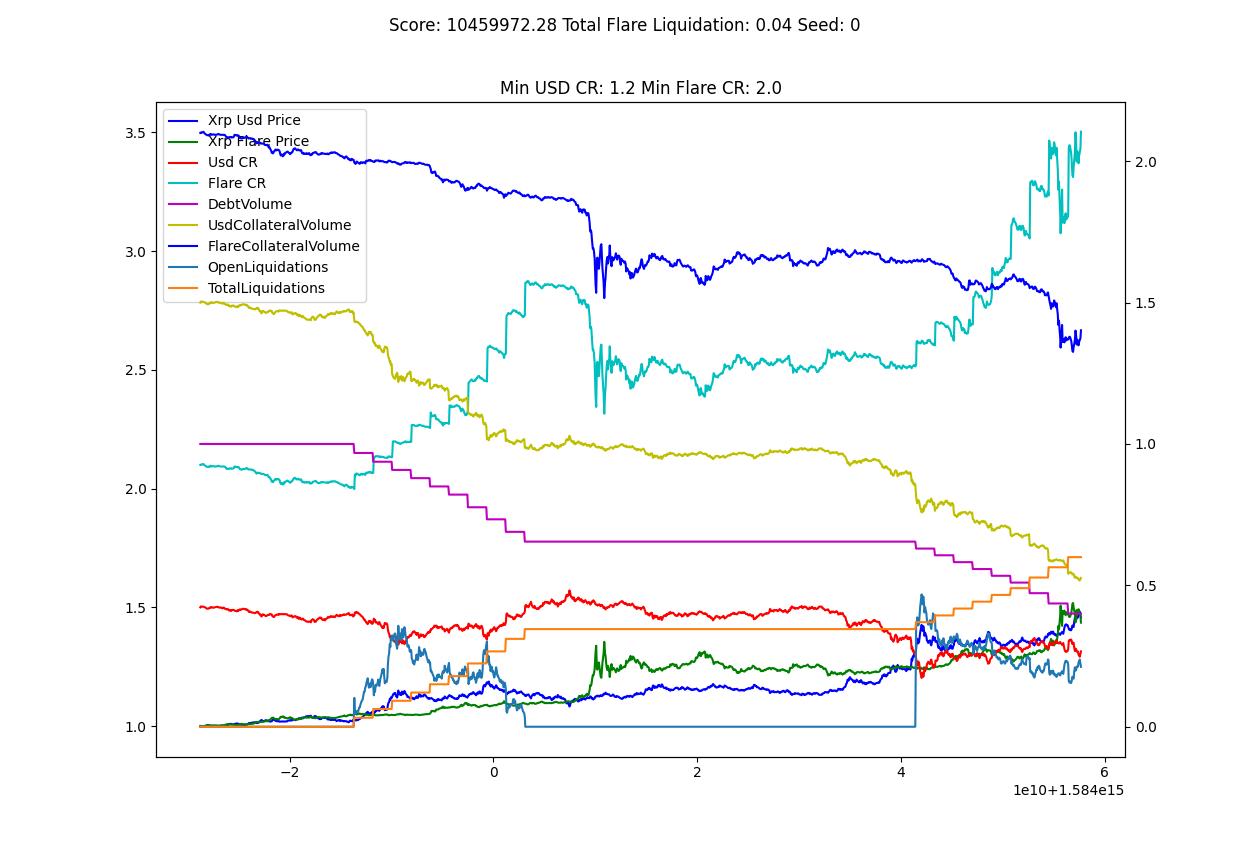 Score: 10459972.28 Total Flare Liquidation: 0.04 Seed: 0
Min USD CR: 1.2 Min Flare CR: 2.0
Xrp Usd Price
Xrp Flare Price
Usd CR
Flare CR
DebtVolume
UsdCollateralVolume
FlareCollateralVolume
OpenLiquidations
TotalLiquidations
3.5
3.0
2.5
2.0
1.5
1.0
2.0
1.5
1.0
0.5
0.0
−2 0 2 4 6
1e10+1.584e15